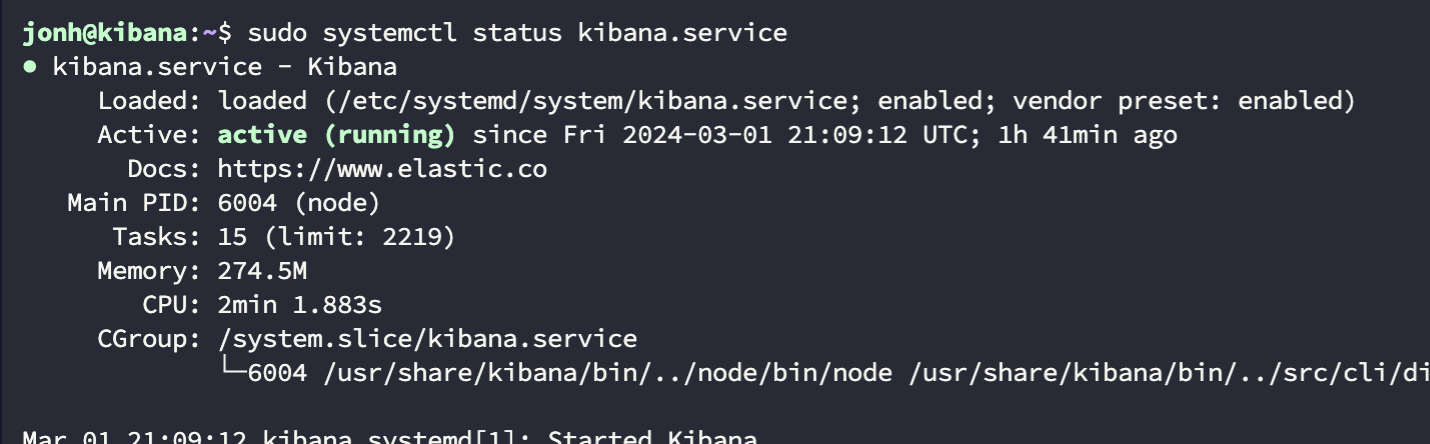 jonh@kibana:~$ sudo systemctl status kibana.service
● kibana.service - Kibana
     Loaded: loaded (/etc/systemd/system/kibana.service; enabled; vendor preset: enabled)
     Active: active (running) since Fri 2024-03-01 21:09:12 UTC; 1h 41min ago
       Docs: https://www.elastic.co
   Main PID: 6004 (node)
      Tasks: 15 (limit: 2219)
     Memory: 274.5M
        CPU: 2min 1.883s
     CGroup: /system.slice/kibana.service
             └─6004 /usr/share/kibana/bin/../node/bin/node /usr/share/kibana/bin/../src/cli/di
Mar 01 21:09:12 kibana systemd[1]: Started Kibana